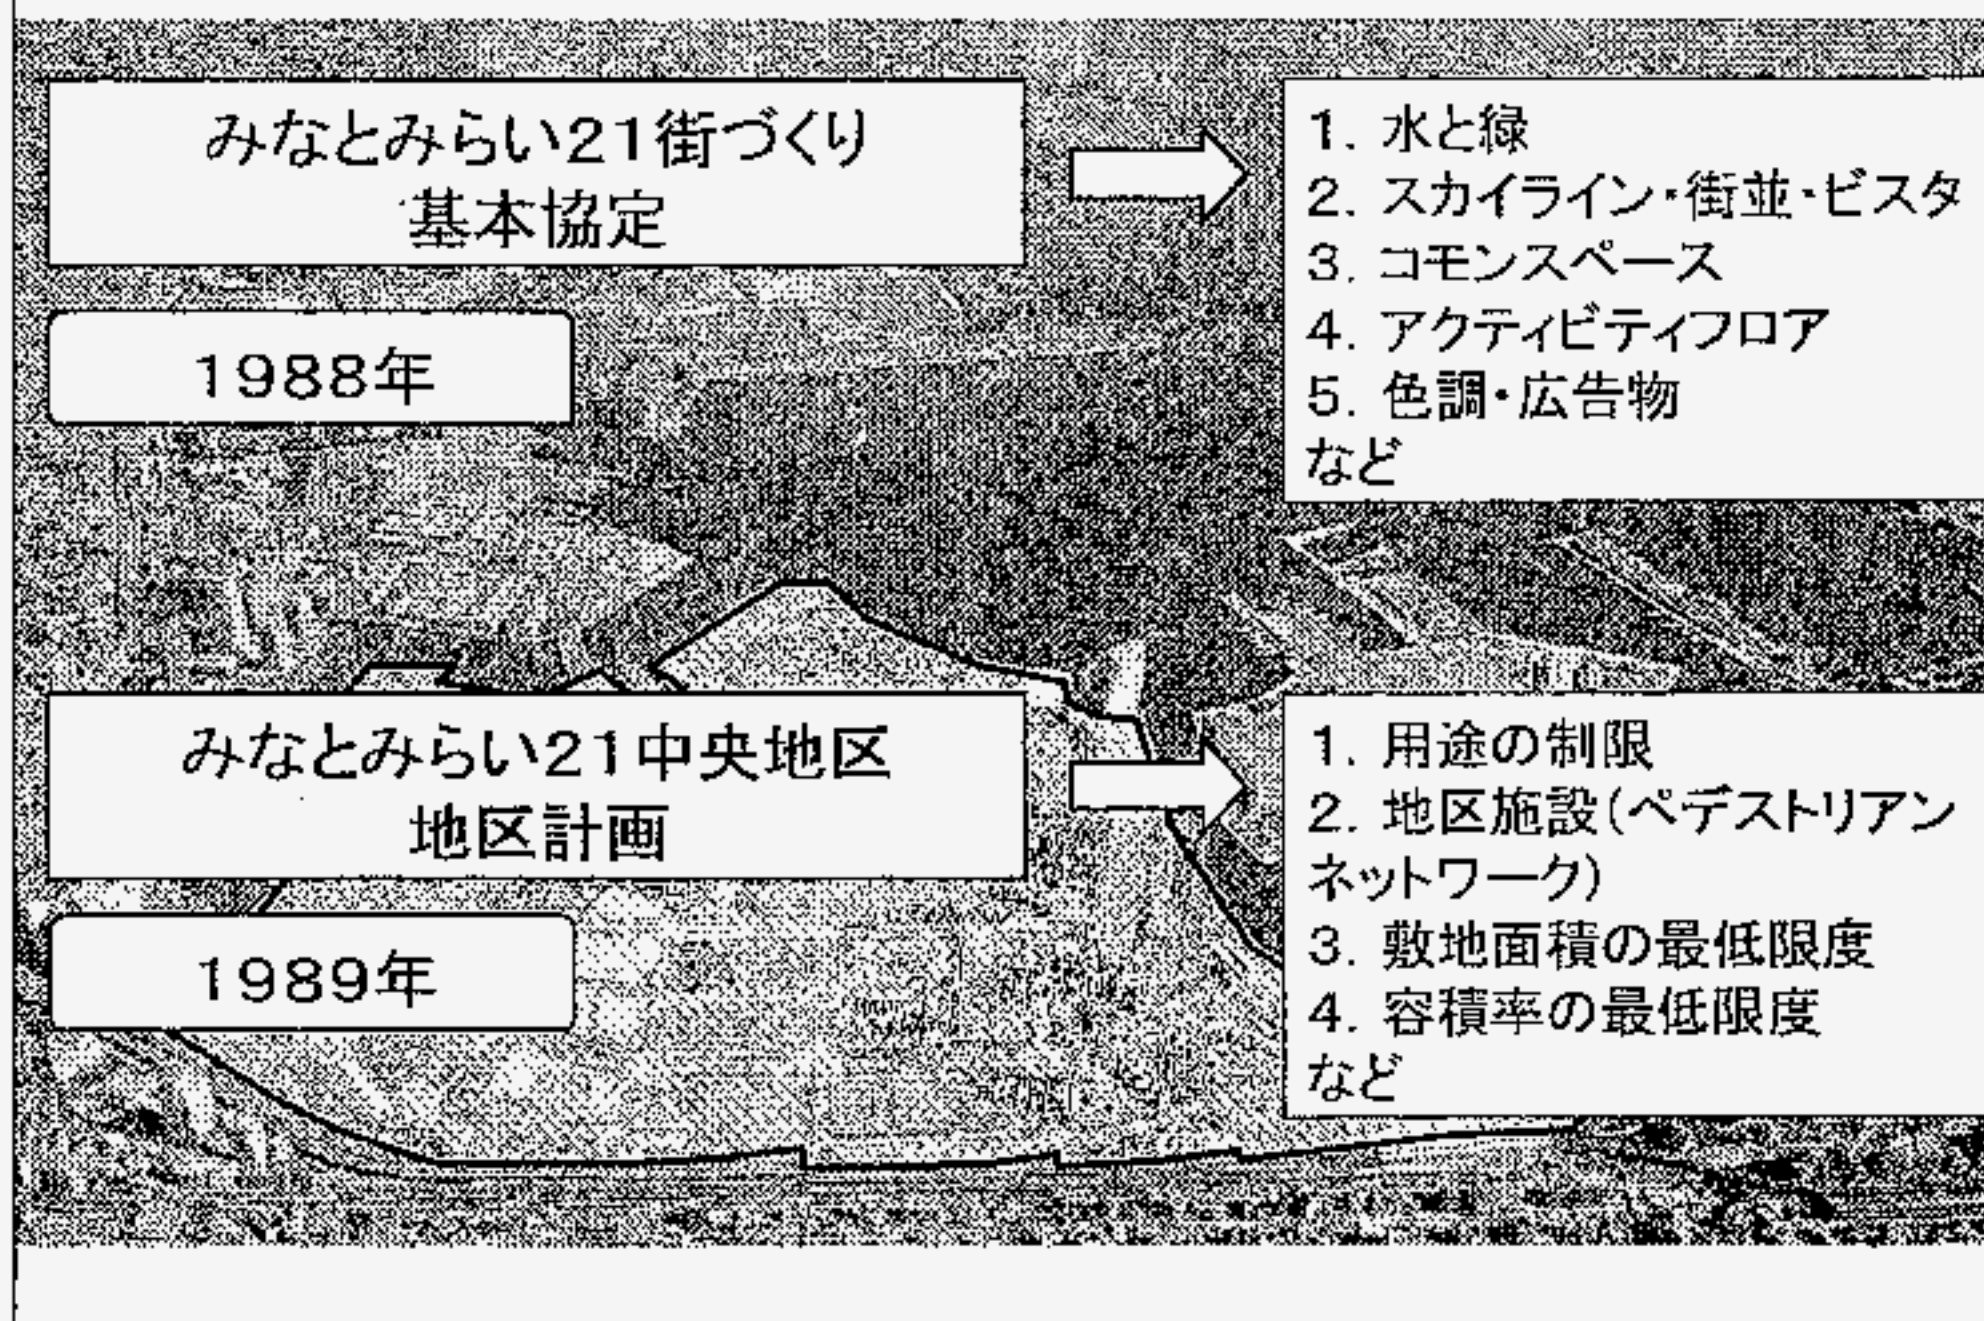 みなとみらい21街づくり
基本協定
1988年
1. 水と緑
2. スカイライン・街並・ビスタ
3. コモンスペース
4. アクティビティフロア
5. 色調・広告物
など
みなとみらい21中央地区
地区計画
1989年
1. 用途の制限
2. 地区施設(ペデストリアン
ネットワーク)
3. 敷地面積の最低限度
4. 容積率の最低限度
など